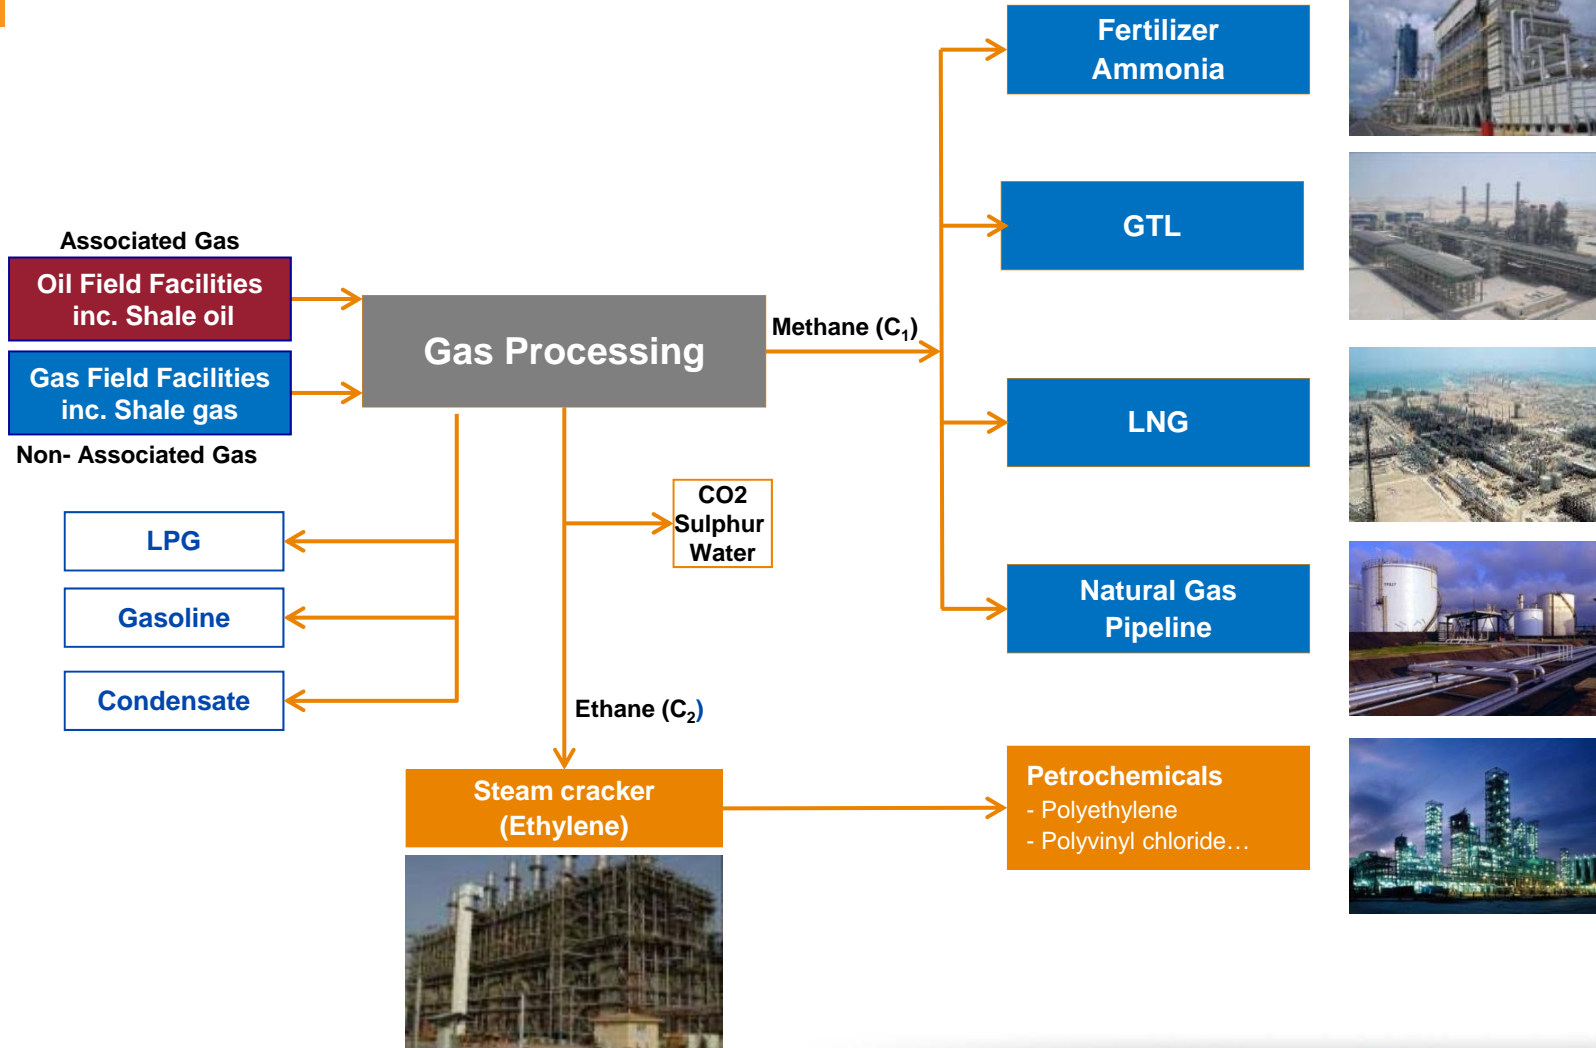 Fertilizer
Ammonia
GTL
Associated Gas
Oil Field Facilities
inc. Shale oil
Gas Processing
Methane (C₁)
Gas Field Facilities
inc. Shale gas
LNG
Non- Associated Gas
CO2
Sulphur
Water
LPG
Gasoline
Natural Gas
Pipeline
Condensate
Ethane (C₂)
Steam cracker
(Ethylene)
Petrochemicals
- Polyethylene
- Polyvinyl chloride…